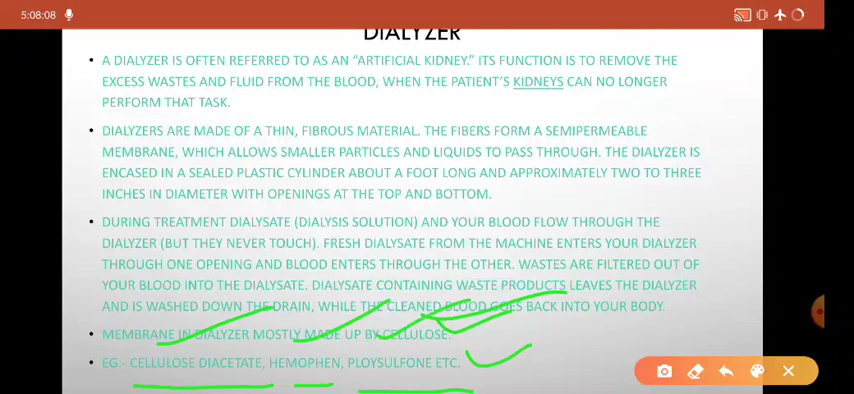 5:08:08
DIALYZER
• A DIALYZER IS OFTEN REFERRED TO AS AN “ARTIFICIAL KIDNEY.” ITS FUNCTION IS TO REMOVE THE
EXCESS WASTES AND FLUID FROM THE BLOOD, WHEN THE PATIENT’S KIDNEYS CAN NO LONGER
PERFORM THAT TASK.
• DIALYZERS ARE MADE OF A THIN, FIBROUS MATERIAL. THE FIBERS FORM A SEMIPERMEABLE
MEMBRANE, WHICH ALLOWS SMALLER PARTICLES AND LIQUIDS TO PASS THROUGH. THE DIALYZER IS
ENCASED IN A SEALED PLASTIC CYLINDER ABOUT A FOOT LONG AND APPROXIMATELY TWO TO THREE
INCHES IN DIAMETER WITH OPENINGS AT THE TOP AND BOTTOM.
• DURING TREATMENT DIALYSATE (DIALYSIS SOLUTION) AND YOUR BLOOD FLOW THROUGH THE
DIALYZER (BUT THEY NEVER TOUCH). FRESH DIALYSATE FROM THE MACHINE ENTERS YOUR DIALYZER
THROUGH ONE OPENING AND BLOOD ENTERS THROUGH THE OTHER. WASTES ARE FILTERED OUT OF
YOUR BLOOD INTO THE DIALYSATE. DIALYSATE CONTAINING WASTE PRODUCTS LEAVES THE DIALYZER
AND IS WASHED DOWN THE DRAIN, WHILE THE CLEANED BLOOD GOES BACK INTO YOUR BODY.
• MEMBRANE IN DIALYZER MOSTLY MADE UP BY CELLULOSE.
• EG:- CELLULOSE DIACETATE, HEMOPHEN, PLOYSULFONE ETC.